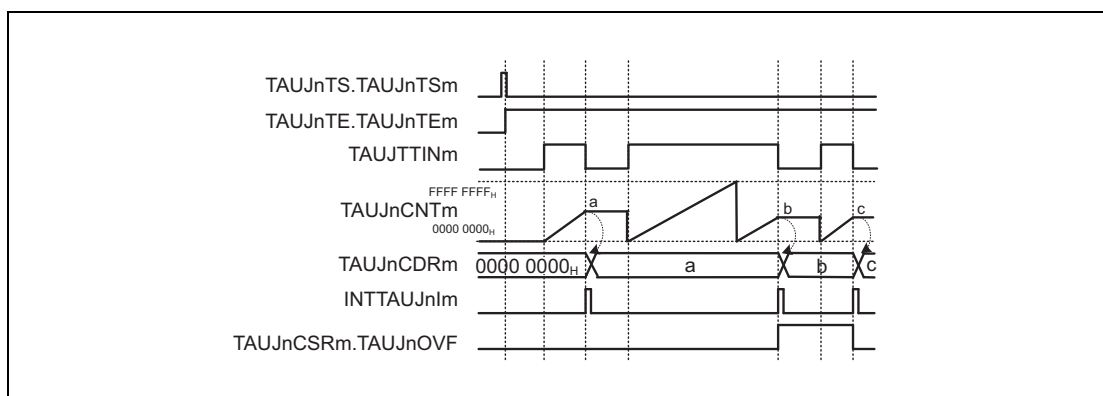 TAUJnTS.TAUJnTSm
TAUJnTE.TAUJnTEm
TAUJTTINm
FFFF FFFFH
TAUJnCNTm
0000 0000H
a
b
c
TAUJnCDRm
0000 0000H
a
b
c
INTTAUJnIm
TAUJnCSRm.TAUJnOVF